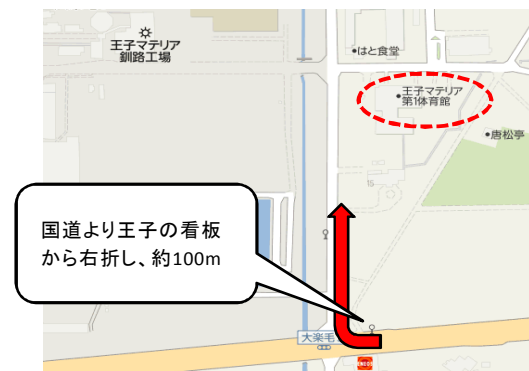 王子マテリア
釧路工場
はと食堂
王子マテリア
第1体育館
唐松亭
15
国道より王子の看板
から右折し、約100m
大楽毛
ENEOS